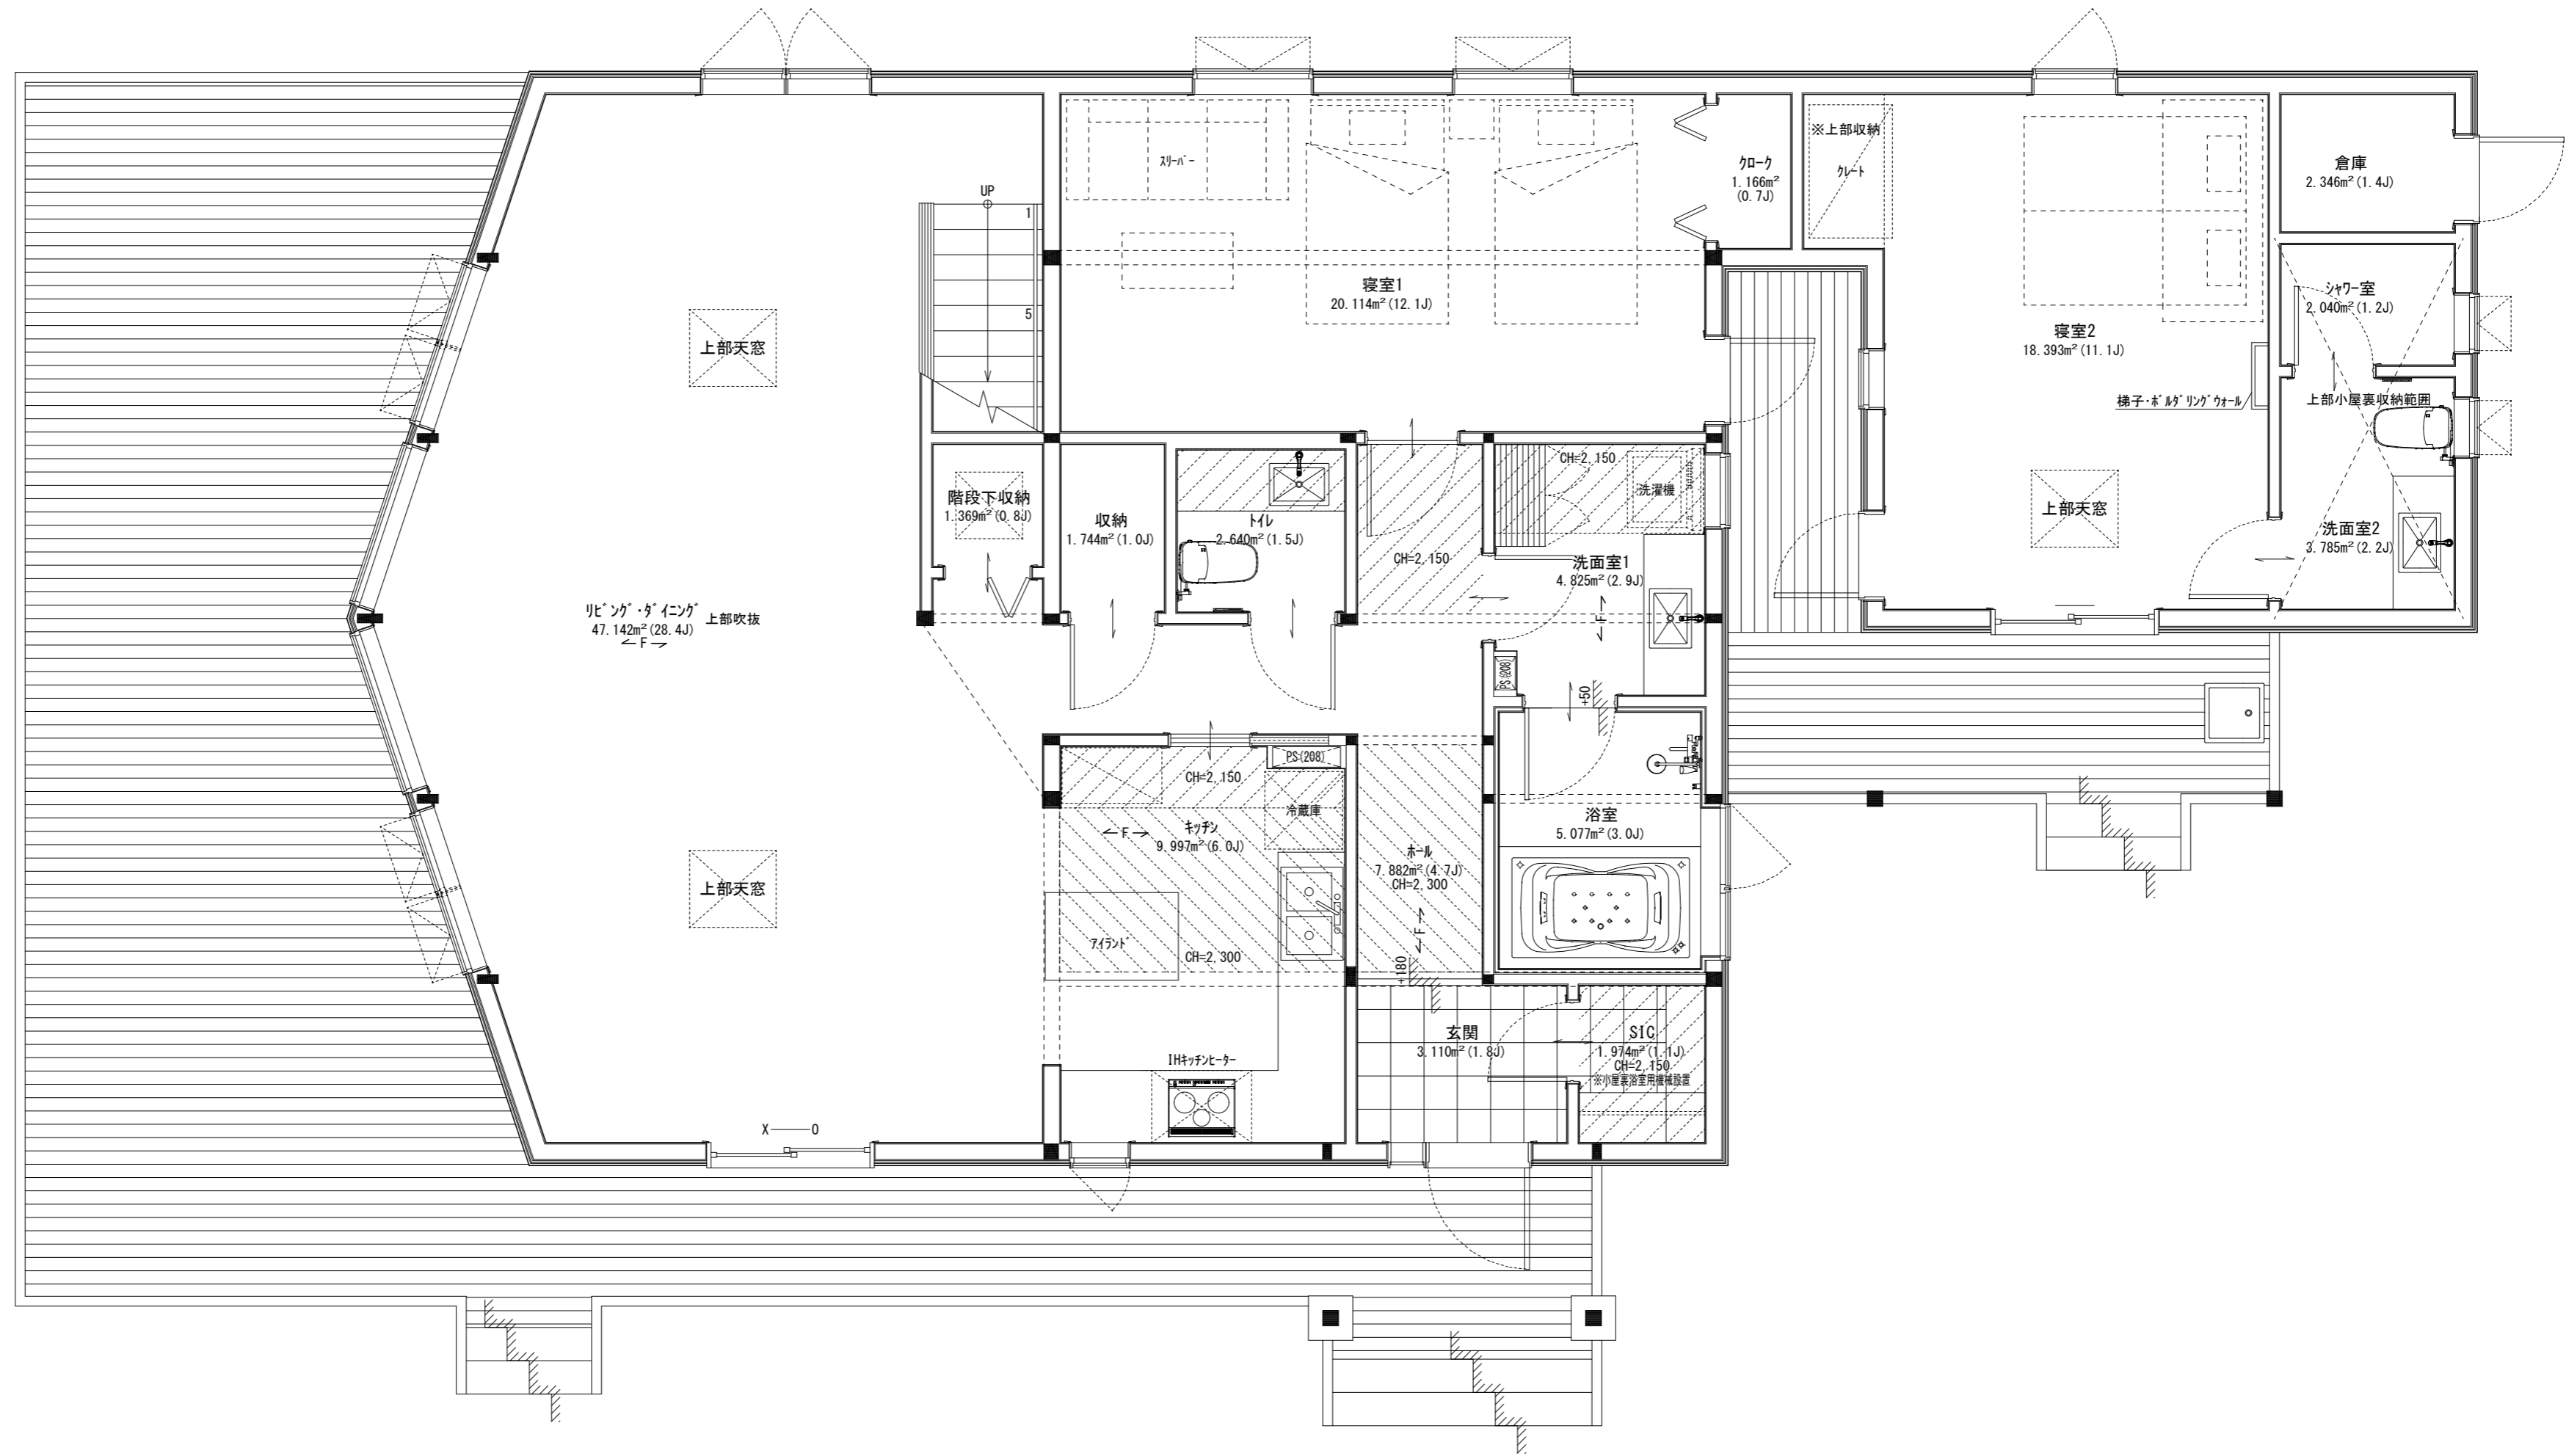 UP
1
5
スリーパー
クローク
1.166m²
(0.7J)
※上部収納
クレート
倉庫
2.346m²(1.4J)
寝室1
20.114m²(12.1J)
シャワー室
2.040m²(1.2J)
寝室2
18.393m²(11.1J)
上部天窓
梯子・ボルダリングウォール
上部小屋裏収納範囲
CH=2,150
洗濯機
階段下収納
1.369m²(0.8J)
収納
1.744m²(1.0J)
トイレ
2.640m²(1.5J)
CH=2,150
洗面室1
4.825m²(2.9J)
F
上部天窓
洗面室2
3.785m²(2.2J)
リビング・ダイニング
47.142m²(28.4J)
F
上部吹抜
PS(208)
+50
PS(208)
CH=2,150
冷蔵庫
F
キッチン
9.997m²(6.0J)
浴室
5.077m²(3.0J)
ホール
7.882m²(4.7J)
CH=2,300
F
上部天窓
アイランド
CH=2,300
+180
玄関
3.110m²(1.8J)
SIC
1.974m²(1.1J)
CH=2,150
※小屋裏浴室用機械設置
IHキッチンヒーター
X
O